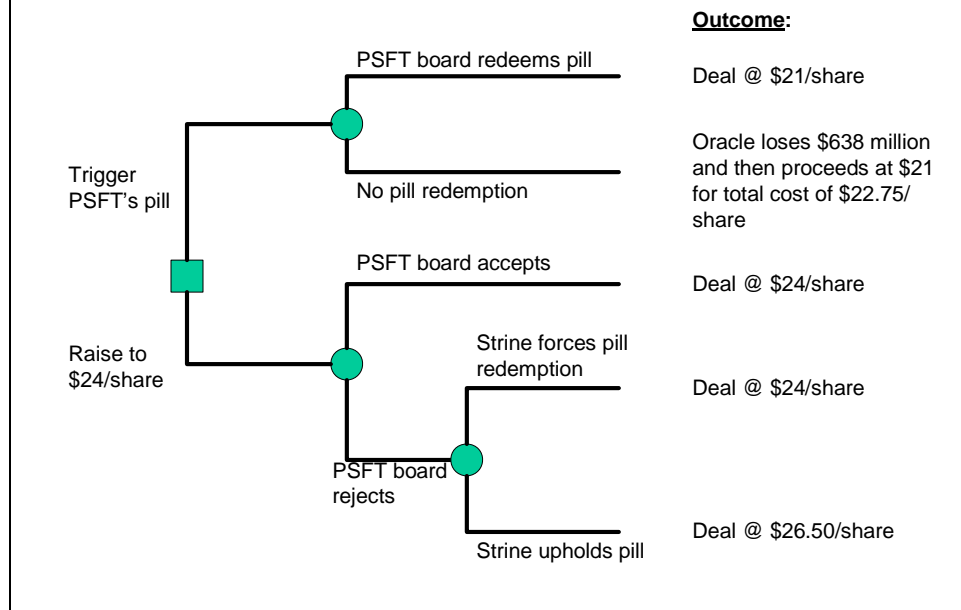 Outcome:
PSFT board redeems pill
Deal @ $21/share
Trigger
PSFT's pill
No pill redemption
Oracle loses $638 million
and then proceeds at $21
for total cost of $22.75/
share
PSFT board accepts
Deal @ $24/share
Raise to
$24/share
Strine forces pill
redemption
Deal @ $24/share
PSFT board
rejects
Strine upholds pill
Deal @ $26.50/share